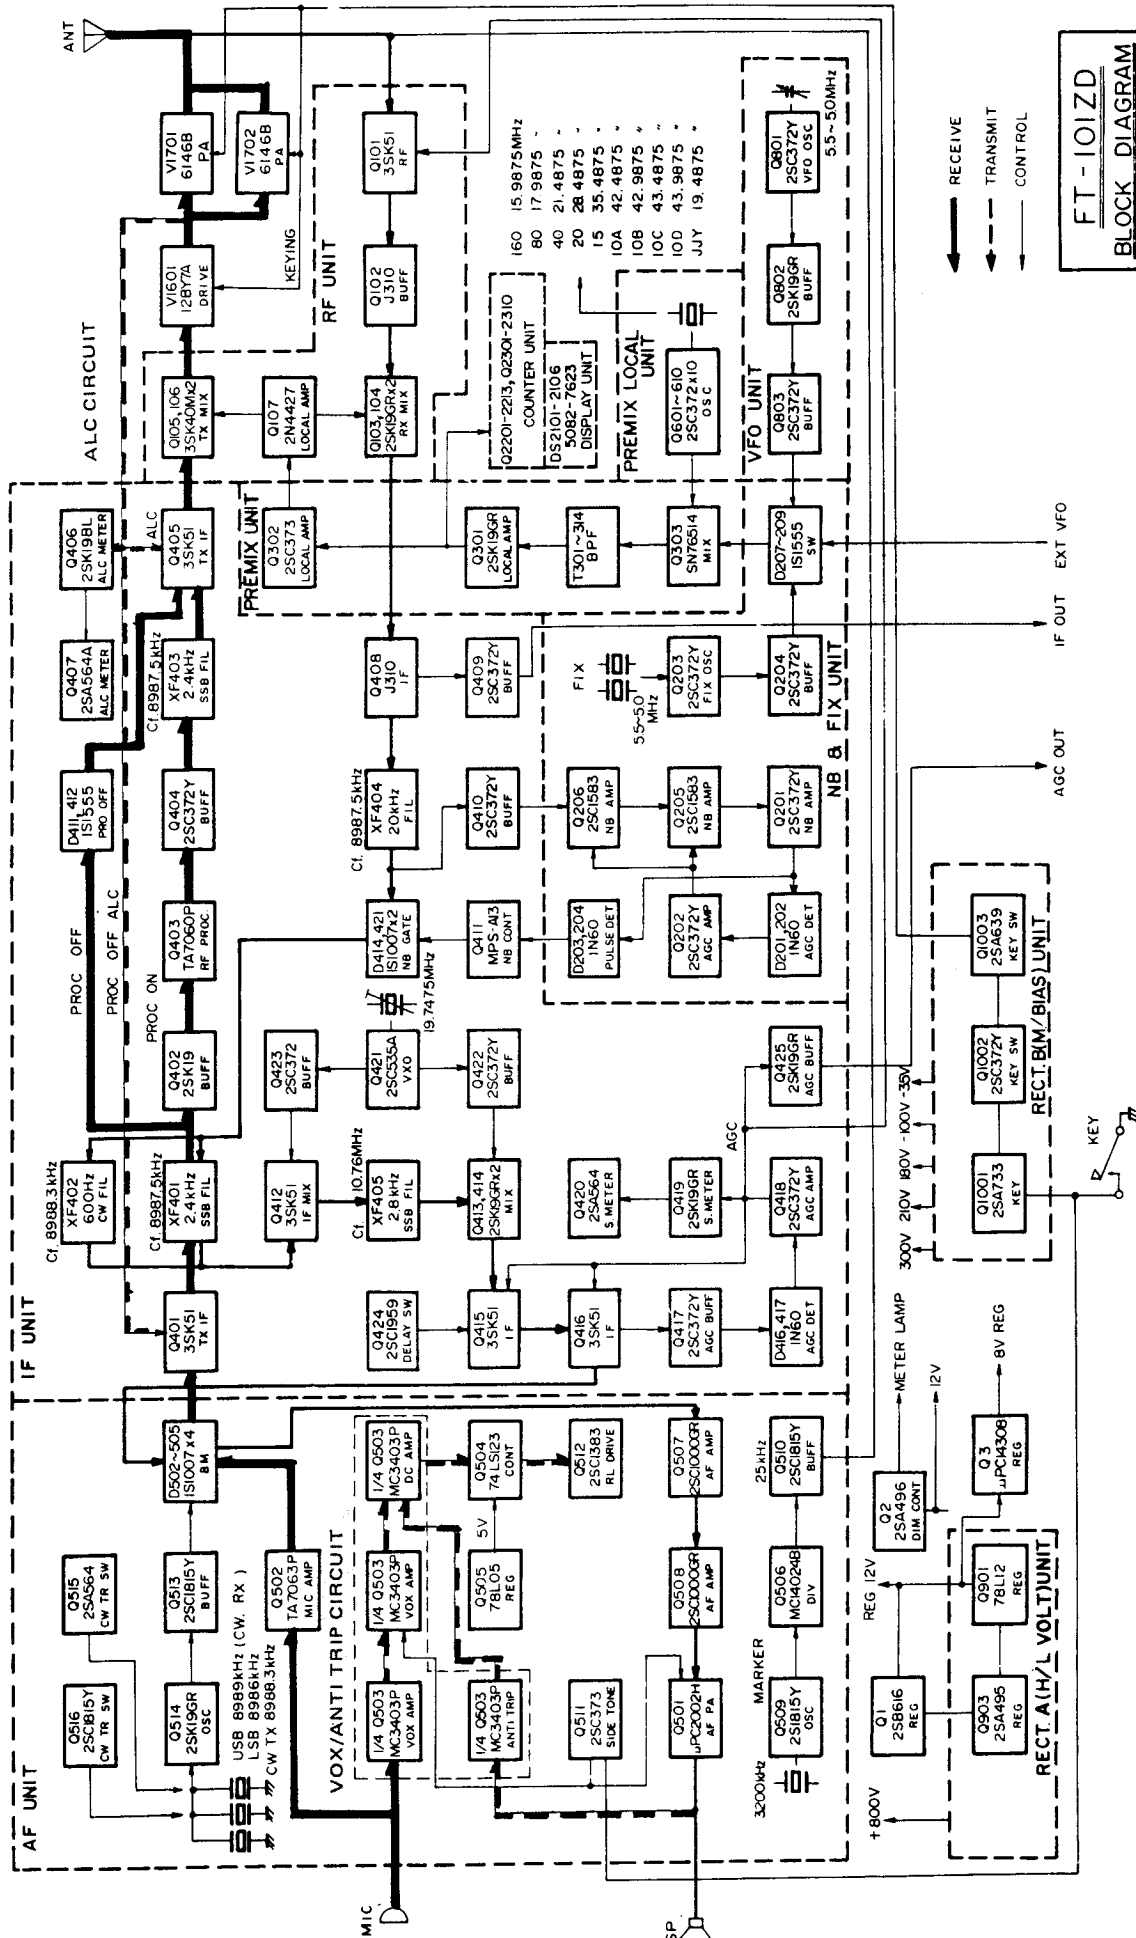 AF UNIT
IF UNIT
ALC CIRCUIT
ANT
Q516
2SC1815Y
CW TR SW
Q515
2SA564
CW TR SW
Cf. 8988.3kHz
XF402
600Hz
CW FIL
PROC OFF
PROC OFF ALC
D411, 412
1S1555
PRO OFF
Q407
2SA564A
ALC METER
Q406
2SK19BL
ALC METER
ALC
Q514
2SK19GR
OSC
Q513
2SC1815Y
BUFF
D502~505
1S1007x4
BM
Q401
3SK51
TX IF
Cf. 8987.5kHz
XF401
2.4kHz
SSB FIL
PROC ON
Q402
2SK19
BUFF
Q403
TA7060P
RF PROC.
Q404
2SC372Y
BUFF
Cf. 8987.5kHz
XF403
2.4kHz
SSB FIL
Q405
3SK51
TX IF
Q105,106
3SK40Mx2
TX MIX
V1601
12BY7A
DRIVE
V1701
6146B
PA
V1702
6146B
PA
USB 8989kHz (CW. RX)
LSB 8986kHz
CW TX 8988.3kHz
Q502
TA7063P
MIC AMP
Q412
3SK51
IF MIX
Q423
2SC372
BUFF
PREMIX UNIT
Q302
2SC373
LOCAL AMP
Q107
2N4427
LOCAL AMP
KEYING
RF UNIT
MIC
VOX/ANTI TRIP CIRCUIT
1/4 Q503
MC3403P
VOX AMP
1/4 Q503
MC3403P
VOX AMP
1/4 Q503
MC3403P
DC AMP
Q424
2SC1959
DELAY SW
Cf. 10.76MHz
XF405
2.8kHz
SSB FIL
Q421
2SC535A
VXO
19.7475MHz
D414,421
1S1007x2
NB GATE
Cf. 8987.5kHz
XF404
20kHz
FIL
Q408
J310
IF
Q103, 104
2SK19GRx2
RX MIX
Q102
J310
BUFF
Q101
3SK51
RF
1/4 Q503
MC3403P
ANTI TRIP
5V
Q505
78L05
REG
Q504
74LS123
CONT
Q415
3SK51
IF
Q413,414
2SK19GRx2
MIX
Q422
2SC372Y
BUFF
Q411
MPS-A13
NB CONT
Q410
2SC372Y
BUFF
Q409
2SC372Y
BUFF
Q301
2SK19GR
LOCAL AMP
Q2201-2213, Q2301-2310
COUNTER UNIT
DS2101-2106
5082-7623
DISPLAY UNIT
160 15.9875MHz
80 17.9875 "
40 21.4875 "
20 28.4875 "
15 35.4875 "
10A 42.4875 "
10B 42.9875 "
10C 43.4875 "
10D 43.9875 "
JJY 19.4875 "
Q511
2SC373
SIDE TONE
Q512
2SC1383
RL DRIVE
Q416
3SK51
IF
Q420
2SA564
S.METER
D203,204
1N60
PULSE DET
Q206
2SC1583
NB AMP
FIX
5.5~5.0
MHz
T301~314
BPF
PREMIX LOCAL
UNIT
SP
Q501
μPC2002H
AF PA
Q508
2SC1000GR
AF AMP
Q507
2SC1000GR
AF AMP
Q417
2SC372Y
AGC BUFF
Q419
2SK19GR
S.METER
AGC
Q202
2SC372Y
AGC AMP
Q205
2SC1583
NB AMP
Q203
2SC372Y
FIX OSC
Q303
SN76514
MIX
Q601~610
2SC372x10
OSC
MARKER
3200kHz
Q509
2S1815Y
OSC
Q506
MC14024B
DIV
25kHz
Q510
2SC1815Y
BUFF
D416,417
1N60
AGC DET
Q418
2SC372Y
AGC AMP
Q425
2SK19GR
AGC BUFF
D201, 202
1N60
AGC DET
Q201
2SC372Y
NB AMP
Q204
2SC372Y
BUFF
D207~209
1S1555
SW
VFO UNIT
Q803
2SC372Y
BUFF
Q802
2SK19GR
BUFF
Q801
2SC372Y
VFO OSC
5.5~5.0MHz
NB & FIX UNIT
+800V
Q1
2SB616
REG
REG 12V
Q2
2SA496
DIM CONT
METER LAMP
12V
300V
210V
180V
-100V
-35V
Q903
2SA495
REG
Q901
78L12
REG
Q3
μPC14308
REG
8V REG
Q1001
2SA733
KEY
Q1002
2SC372Y
KEY SW
Q1003
2SA639
KEY SW
RECT. A(H/L VOLT)UNIT
RECT.B(M/BIAS)UNIT
KEY
AGC OUT
IF OUT
EXT VFO
RECEIVE
TRANSMIT
CONTROL
FT-101ZD
BLOCK DIAGRAM